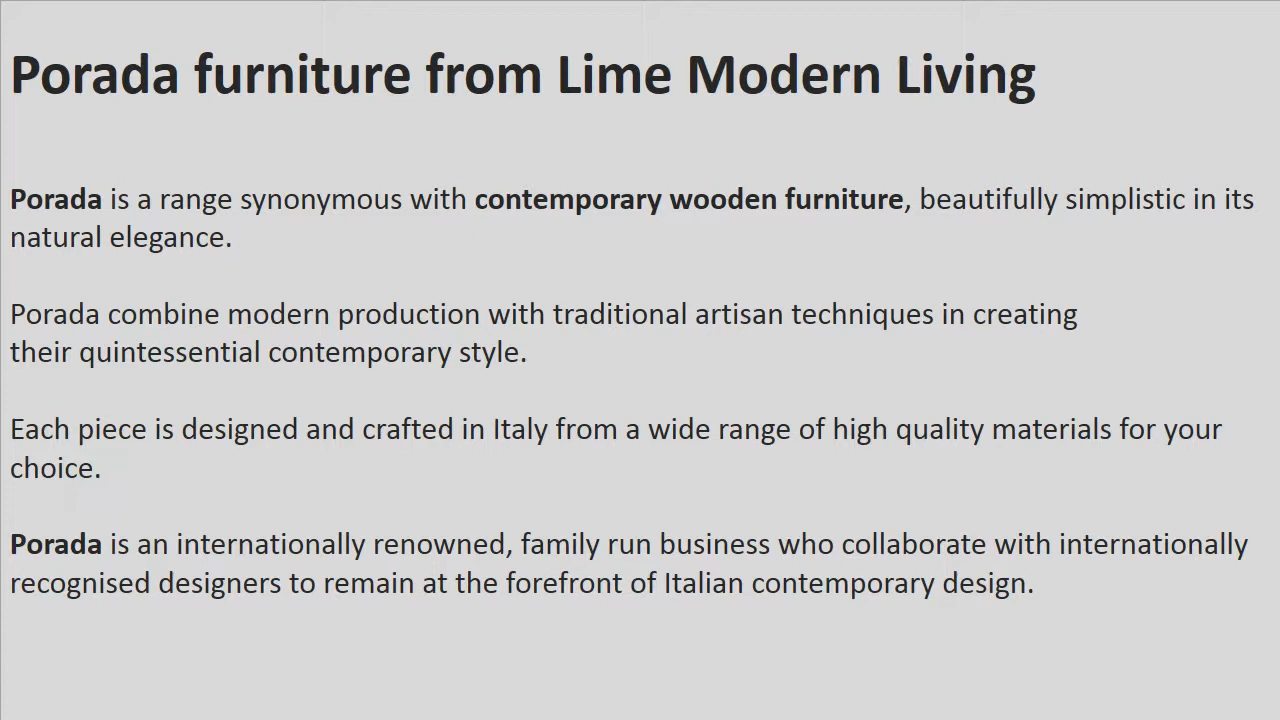 Porada furniture from Lime Modern Living
Porada is a range synonymous with contemporary wooden furniture, beautifully simplistic in its
natural elegance.
Porada combine modern production with traditional artisan techniques in creating
their quintessential contemporary style.
Each piece is designed and crafted in Italy from a wide range of high quality materials for your
choice.
Porada is an internationally renowned, family run business who collaborate with internationally
recognised designers to remain at the forefront of Italian contemporary design.